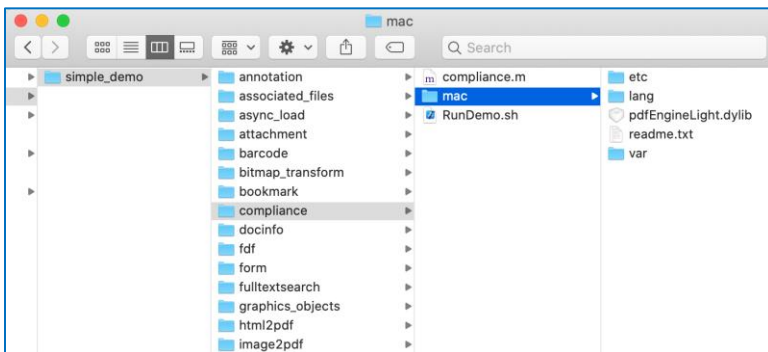 mac
Search
simple_demo
annotation
associated_files
async_load
attachment
barcode
bitmap_transform
bookmark
compliance
docinfo
fdf
form
fulltextsearch
graphics_objects
html2pdf
image2pdf
compliance.m
mac
RunDemo.sh
etc
lang
pdfEngineLight.dylib
readme.txt
var